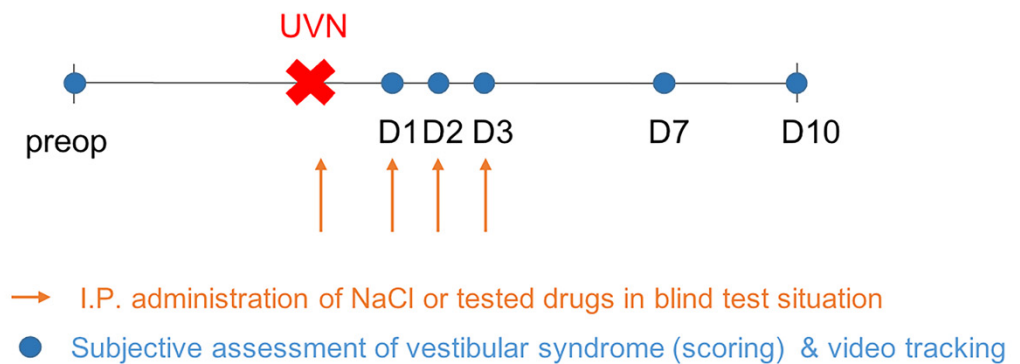 UVN
preop
D1 D2 D3 D7 D10
I.P. administration of NaCl or tested drugs in blind test situation
Subjective assessment of vestibular syndrome (scoring) & video tracking